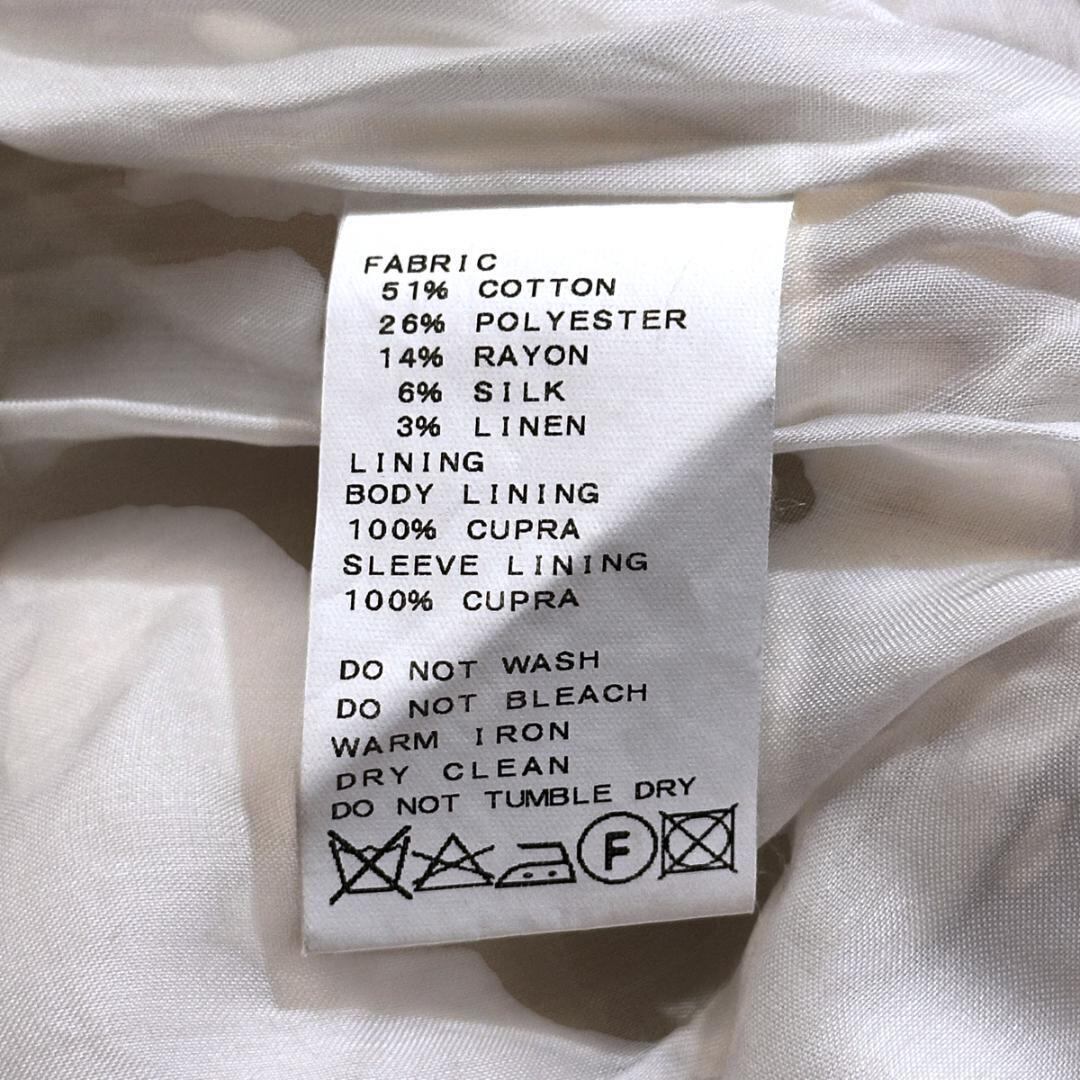 FABRIC
51% COTTON
26% POLYESTER
14% RAYON
6% SILK
3% LINEN
LINING
BODY LINING
100% CUPRA
SLEEVE LINING
100% CUPRA
DO NOT WASH
DO NOT BLEACH
WARM IRON
DRY CLEAN
DO NOT TUMBLE DRY
F